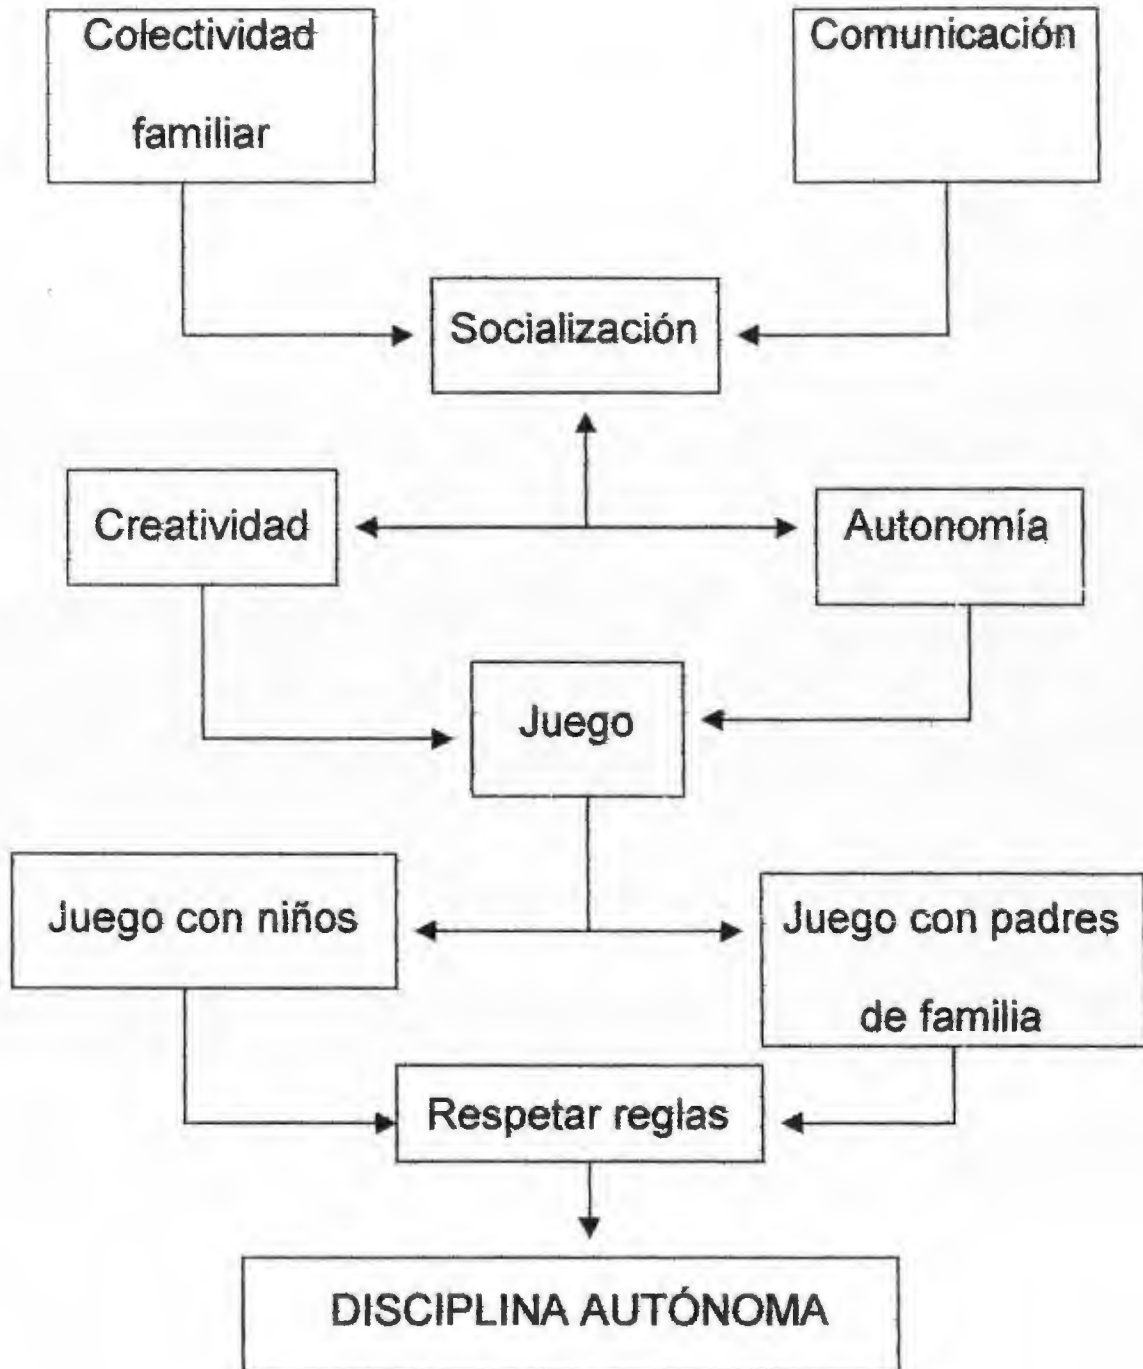 Colectividad
familiar
Comunicación
Socialización
Creatividad
Autonomía
Juego
Juego con niños
Juego con padres
de familia
Respetar reglas
DISCIPLINA AUTÓNOMA